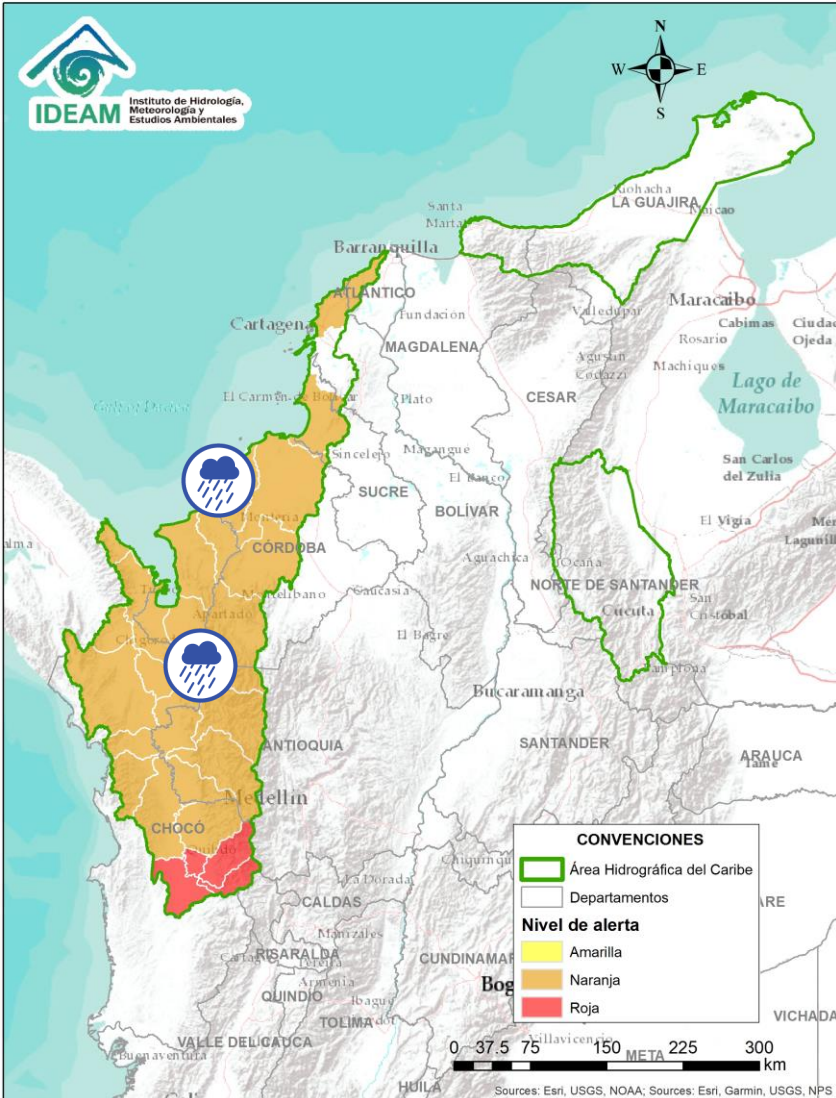 IDEAM
Instituto de Hidrología,
Meteorología y
Estudios Ambientales
N
W
E
S
Riohacha
LA GUAJIRA
Maicao
Santa
Marta
Barranquilla
ATLÁNTICO
Maracaibo
Cabimas
Ciudad
Ojeda
Cartagena
Fundación
Valledupar
Rosario
MAGDALENA
Agustín
Codazzi
Machiques
Lago de
Maracaibo
El Carmen de Bolívar
Plato
CESAR
Sincelejo
Magangué
San Carlos
del Zulia
SUCRE
El Banco
BOLÍVAR
Montería
El Vigía
CÓRDOBA
Aguachica
Ocaña
NORTE DE SANTANDER
Turbo
Montelíbano
Caucasia
Cúcuta
San
Cristóbal
Apartadó
El Bagre
Pamplona
Bucaramanga
ANTIOQUIA
SANTANDER
ARAUCA
Tame
Medellín
CHOCÓ
Quibdó
La Dorada
CALDAS
Manizales
RISARALDA
Pereira
Armenia
CUNDINAMAR
QUINDÍO
Ibagué
TOLIMA
VALLE DEL CAUCA
Buenaventura
Villavicencio
META
HUILA
VICHADA
CONVENCIONES
Área Hidrográfica del Caribe
Departamentos
Nivel de alerta
Amarilla
Naranja
Roja
0 37.5 75 150 225 300
km
Sources: Esri, USGS, NOAA; Sources: Esri, Garmin, USGS, NPS